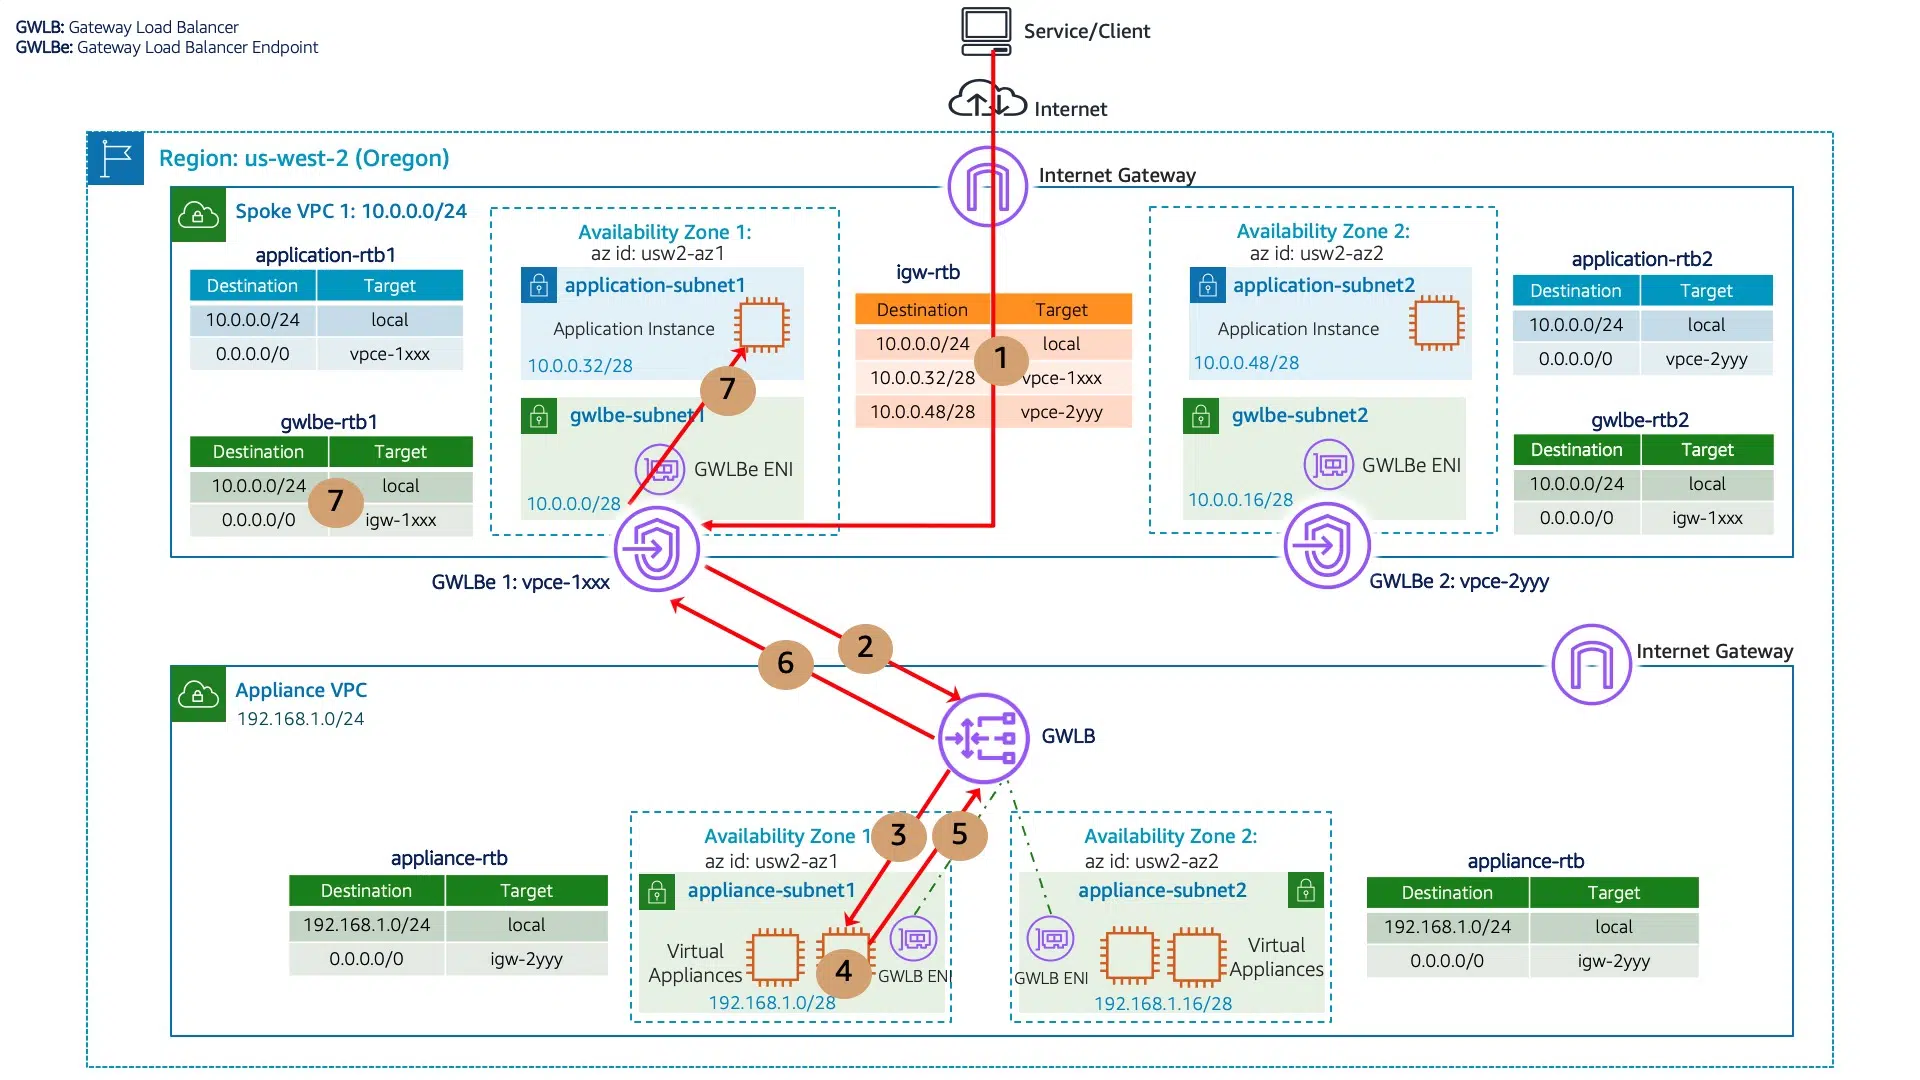 GWLB: Gateway Load Balancer
GWLBe: Gateway Load Balancer Endpoint
Service/Client
Internet
Region: us-west-2 (Oregon)
Internet Gateway
Spoke VPC 1: 10.0.0.0/24
application-rtb1
Destination Target
10.0.0.0/24 local
0.0.0.0/0 vpce-1xxx
gwlbe-rtb1
Destination Target
10.0.0.0/24 local
7
0.0.0.0/0 igw-1xxx
Availability Zone 1:
az id: usw2-az1
application-subnet1
Application Instance
10.0.0.32/28
7
gwlbe-subnet1
GWLBe ENI
10.0.0.0/28
GWLBe 1: vpce-1xxx
igw-rtb
Destination Target
10.0.0.0/24 local
1
10.0.0.32/28 vpce-1xxx
10.0.0.48/28 vpce-2yyy
Availability Zone 2:
az id: usw2-az2
application-subnet2
Application Instance
10.0.0.48/28
gwlbe-subnet2
GWLBe ENI
10.0.0.16/28
GWLBe 2: vpce-2yyy
application-rtb2
Destination Target
10.0.0.0/24 local
0.0.0.0/0 vpce-2yyy
gwlbe-rtb2
Destination Target
10.0.0.0/24 local
0.0.0.0/0 igw-1xxx
2
6
Internet Gateway
Appliance VPC
192.168.1.0/24
GWLB
3
5
appliance-rtb
Destination Target
192.168.1.0/24 local
0.0.0.0/0 igw-2yyy
Availability Zone 1
az id: usw2-az1
appliance-subnet1
Virtual
Appliances
4
GWLB ENI
192.168.1.0/28
Availability Zone 2:
az id: usw2-az2
appliance-subnet2
GWLB ENI
Virtual
Appliances
192.168.1.16/28
appliance-rtb
Destination Target
192.168.1.0/24 local
0.0.0.0/0 igw-2yyy